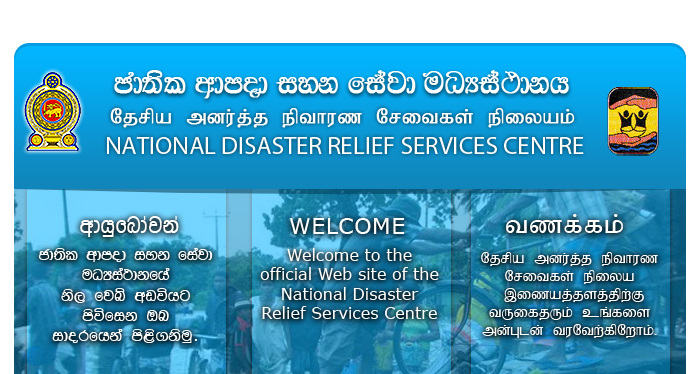 ජාතික ආපදා සහන සේවා මධ්‍යස්ථානය
தேசிய அனர்த்த நிவாரண சேவைகள் நிலையம்
NATIONAL DISASTER RELIEF SERVICES CENTRE
ආයුබෝවන්
ජාතික ආපදා සහන සේවා
මධ්‍යස්ථානයේ
නිල වෙබ් අඩවියට
පිවිසෙන ඔබ
සාදරයෙන් පිළිගනිමු.
WELCOME
Welcome to the
official Web site of the
National Disaster
Relief Services Centre
வணக்கம்
தேசிய அனர்த்த நிவாரண
சேவைகள் நிலைய
இணையத்தளத்திற்கு
வருகைதரும் உங்களை
அன்புடன் வரவேற்கிறோம்.